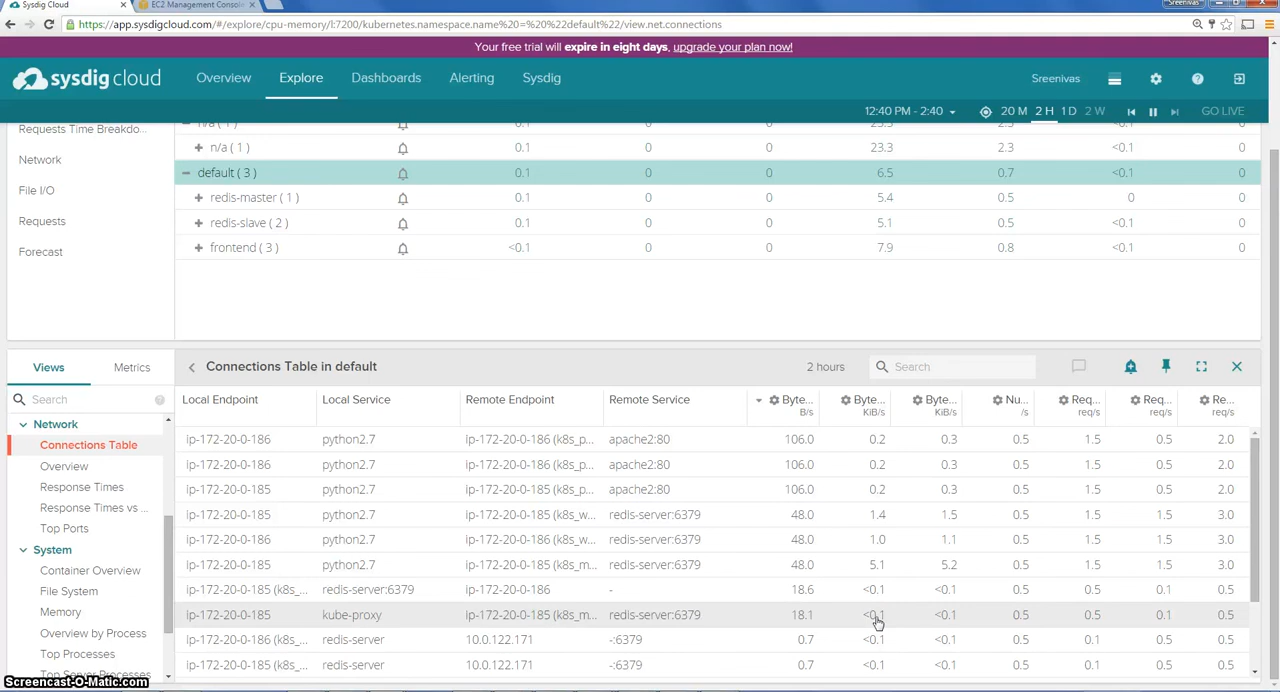 Sysdig Cloud
EC2 Management Consol
Sreenivas
https://app.sysdigcloud.com/#/explore/cpu-memory/l:7200/kubernetes.namespace.name%20=%20%22default%22/view.net.connections
Your free trial will expire in eight days, upgrade your plan now!
sysdig cloud Overview Explore Dashboards Alerting Sysdig Sreenivas
12:40 PM - 2:40 20 M 2 H 1 D 2 W GO LIVE
Requests Time Breakdo...
Network
File I/O
Requests
Forecast
n/a ( 1 ) 23.3 2.3 <0.1 0
n/a ( 1 ) 0.1 0 0 23.3 2.3 <0.1 0
default ( 3 ) 0.1 0 0 6.5 0.7 <0.1 0
redis-master ( 1 ) 0.1 0 0 5.4 0.5 0 0
redis-slave ( 2 ) 0.1 0 0 5.1 0.5 <0.1 0
frontend ( 3 ) <0.1 0 0 7.9 0.8 <0.1 0
Views Metrics
Search
Network
Connections Table
Overview
Response Times
Response Times vs ...
Top Ports
System
Container Overview
File System
Memory
Overview by Process
Top Processes
Top Server Processes
Connections Table in default 2 hours Search
Local Endpoint Local Service Remote Endpoint Remote Service Byte... B/s Byte... KiB/s Byte... KiB/s Nu... /s Req... req/s Req... req/s Re... req/s
ip-172-20-0-186 python2.7 ip-172-20-0-186 (k8s_p... apache2:80 106.0 0.2 0.3 0.5 1.5 0.5 2.0
ip-172-20-0-186 python2.7 ip-172-20-0-186 (k8s_p... apache2:80 106.0 0.2 0.3 0.5 1.5 0.5 2.0
ip-172-20-0-185 python2.7 ip-172-20-0-185 (k8s_p... apache2:80 106.0 0.2 0.3 0.5 1.5 0.5 2.0
ip-172-20-0-185 python2.7 ip-172-20-0-185 (k8s_w... redis-server:6379 48.0 1.4 1.5 0.5 1.5 1.5 3.0
ip-172-20-0-186 python2.7 ip-172-20-0-186 (k8s_w... redis-server:6379 48.0 1.0 1.1 0.5 1.5 1.5 3.0
ip-172-20-0-185 python2.7 ip-172-20-0-185 (k8s_m... redis-server:6379 48.0 5.1 5.2 0.5 1.5 1.5 3.0
ip-172-20-0-185 (k8s_... redis-server:6379 ip-172-20-0-186 - 18.6 <0.1 <0.1 0.5 0.5 0.1 0.5
ip-172-20-0-185 kube-proxy ip-172-20-0-185 (k8s_m... redis-server:6379 18.1 <0.1 <0.1 0.5 0.5 0.1 0.5
ip-172-20-0-186 (k8s_... redis-server 10.0.122.171 -:6379 0.7 <0.1 <0.1 0.5 0.1 0.5 0.5
ip-172-20-0-185 (k8s_... redis-server 10.0.122.171 -:6379 0.7 <0.1 <0.1 0.5 0.1 0.5 0.5
Screencast-O-Matic.com